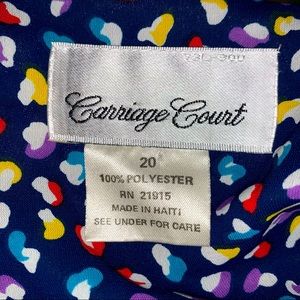 Carriage Court
20
100% POLYESTER
RN 21915
MADE IN HAITI
SEE UNDER FOR CARE